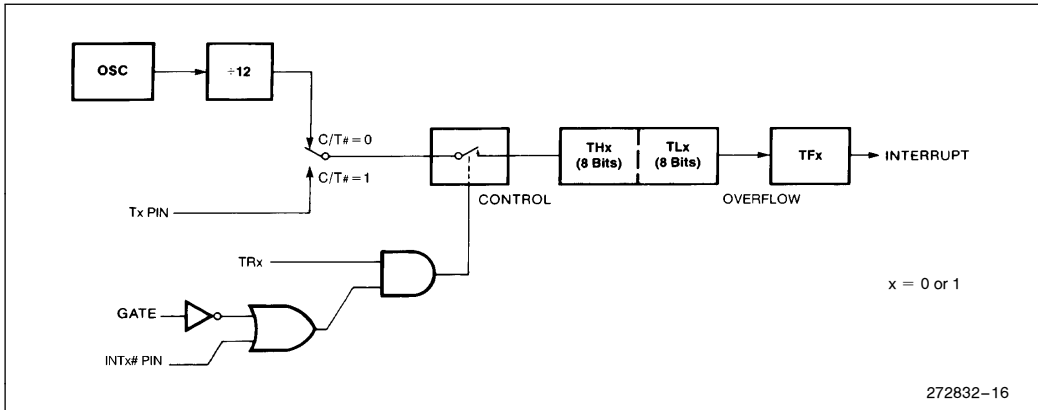 OSC
÷12
C/T# = 0
C/T# = 1
Tx PIN
CONTROL
THx
(8 Bits)
TLx
(8 Bits)
OVERFLOW
TFx
INTERRUPT
TRx
GATE
INTx# PIN
x = 0 or 1
272832–16